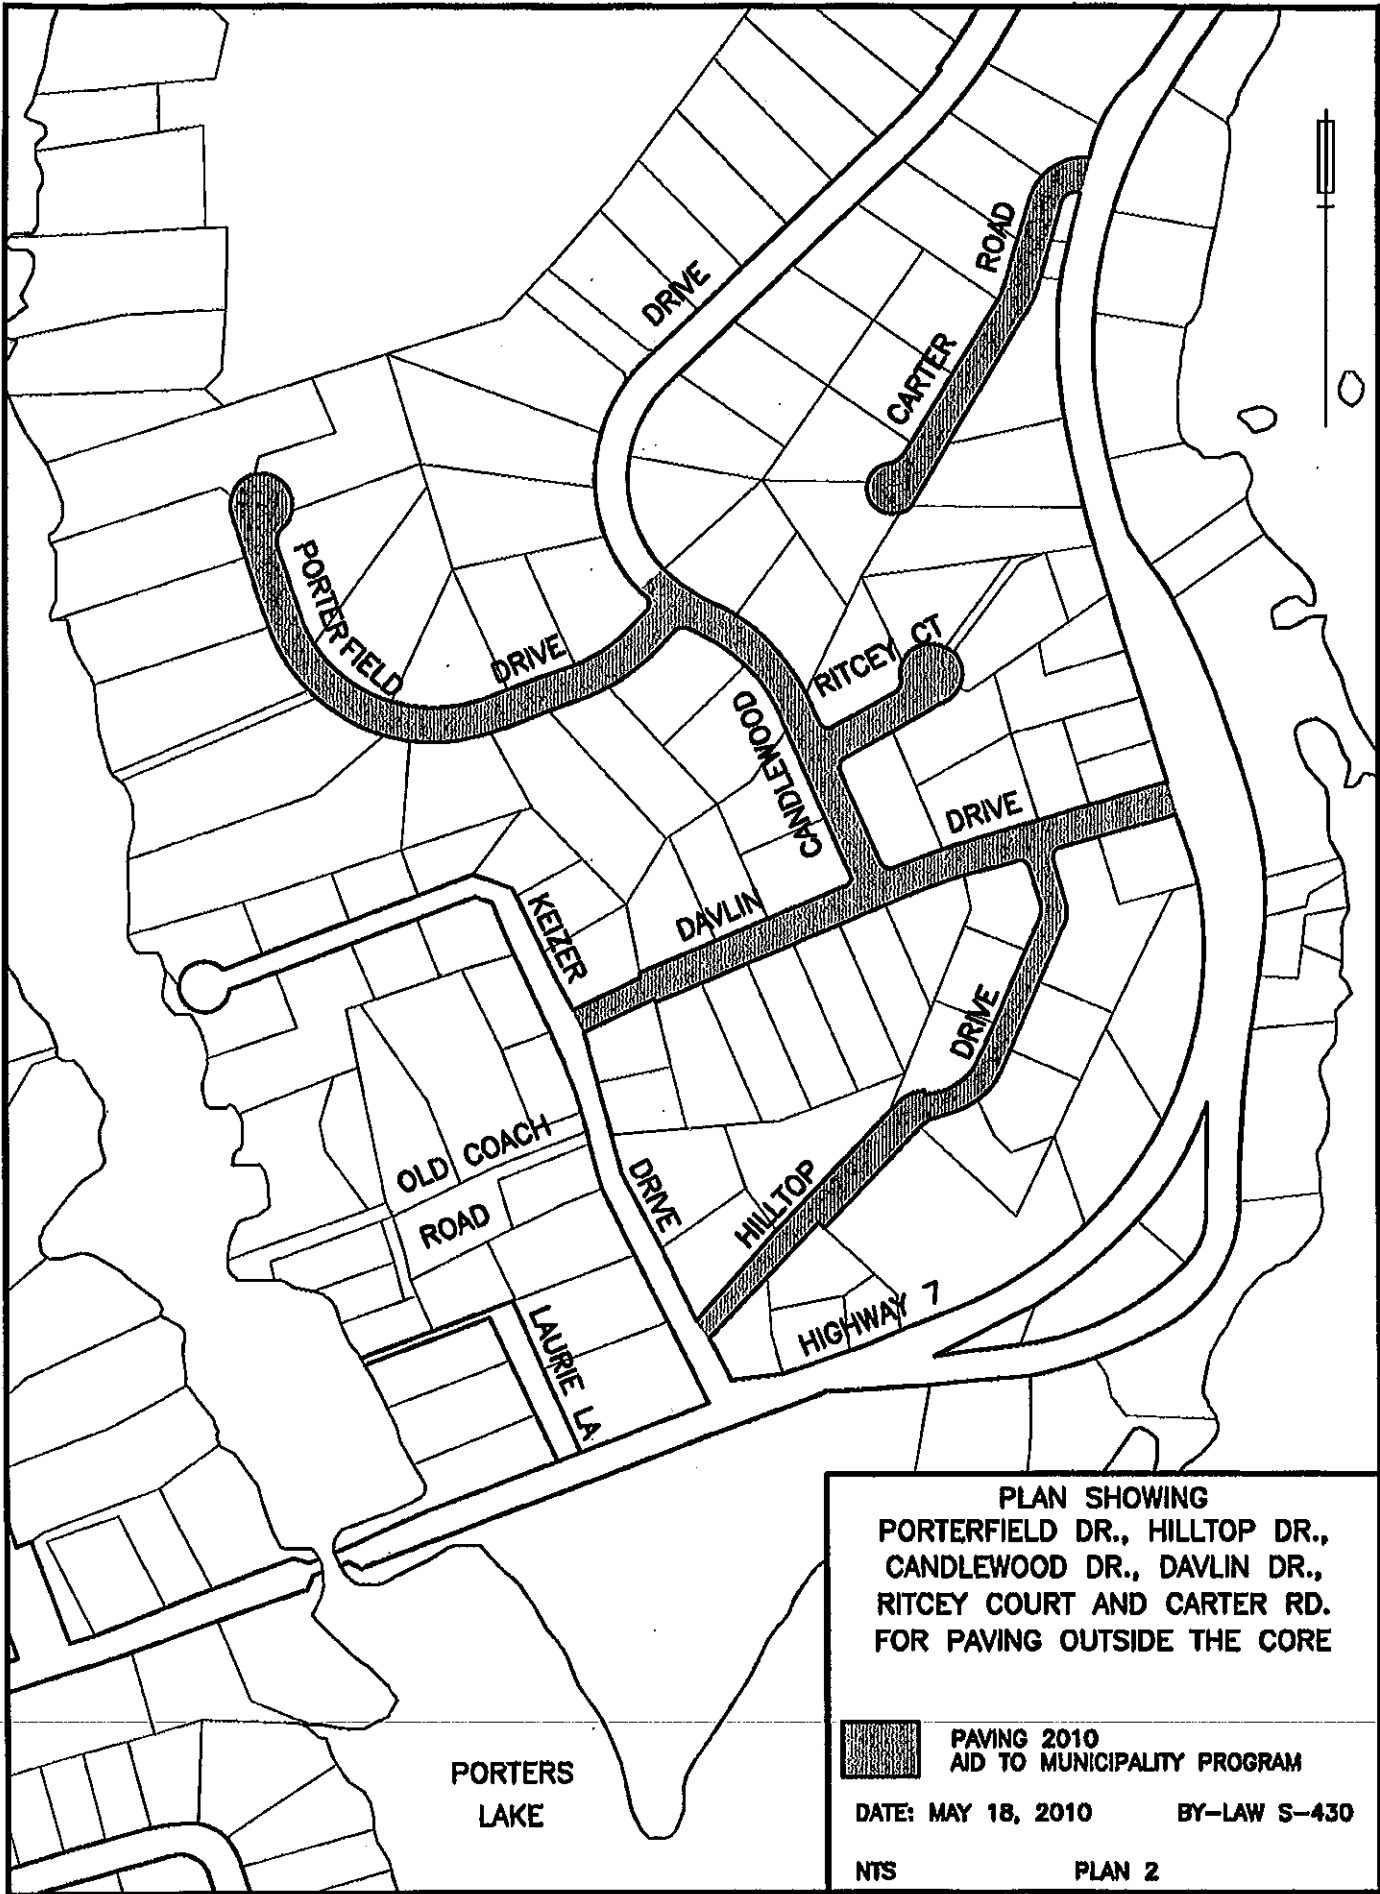 DRIVE
ROAD
CARTER
PORTERFIELD
DRIVE
RITCEY CT
CANDLEWOOD
DRIVE
DAVLIN
KEIZER
DRIVE
OLD COACH
ROAD
DRIVE
HILLTOP
HIGHWAY 7
LAURIE LA
PORTERS
LAKE
PLAN SHOWING
PORTERFIELD DR., HILLTOP DR.,
CANDLEWOOD DR., DAVLIN DR.,
RITCEY COURT AND CARTER RD.
FOR PAVING OUTSIDE THE CORE
PAVING 2010
AID TO MUNICIPALITY PROGRAM
DATE: MAY 18, 2010 BY-LAW S-430
NTS PLAN 2